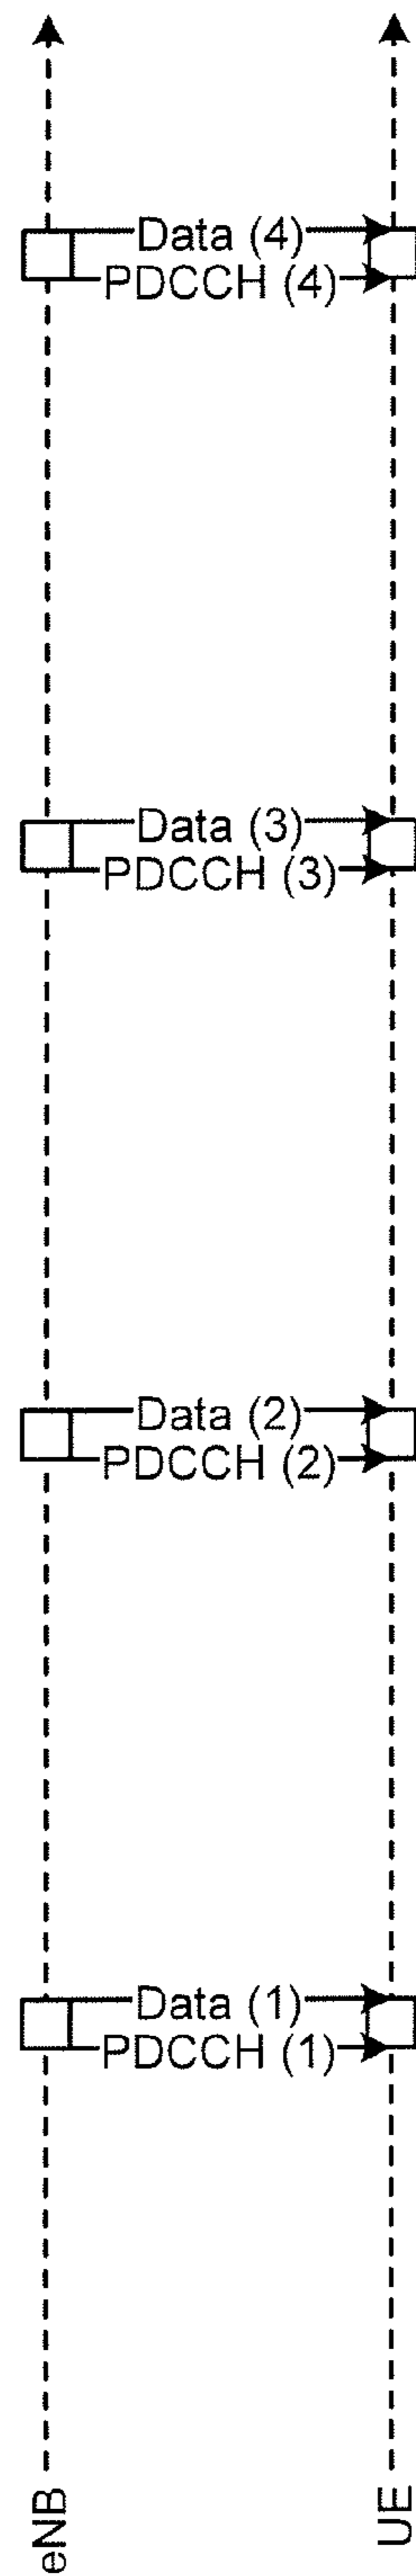 Data (4)
PDCCH (4)
Data (3)
PDCCH (3)
Data (2)
PDCCH (2)
Data (1)
PDCCH (1)
eNB
UE